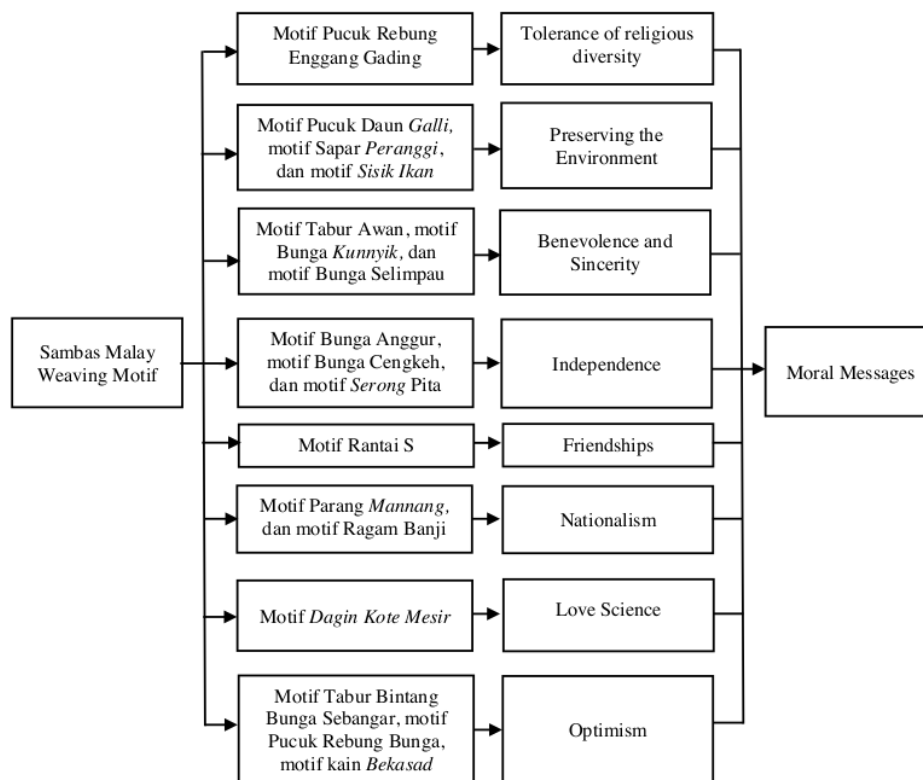 Motif Pucuk Rebung
Enggang Gading
Tolerance of religious
diversity
Motif Pucuk Daun Galli,
motif Sapar Peranggi,
dan motif Sisik Ikan
Preserving the
Environment
Motif Tabur Awan, motif
Bunga Kunnyik, dan
motif Bunga Selimpau
Benevolence and
Sincerity
Sambas Malay
Weaving Motif
Motif Bunga Anggur,
motif Bunga Cengkeh,
dan motif Serong Pita
Independence
Moral Messages
Motif Rantai S
Friendships
Motif Parang Mannang,
dan motif Ragam Banji
Nationalism
Motif Dagin Kote Mesir
Love Science
Motif Tabur Bintang
Bunga Sebangar, motif
Pucuk Rebung Bunga,
motif kain Bekasad
Optimism